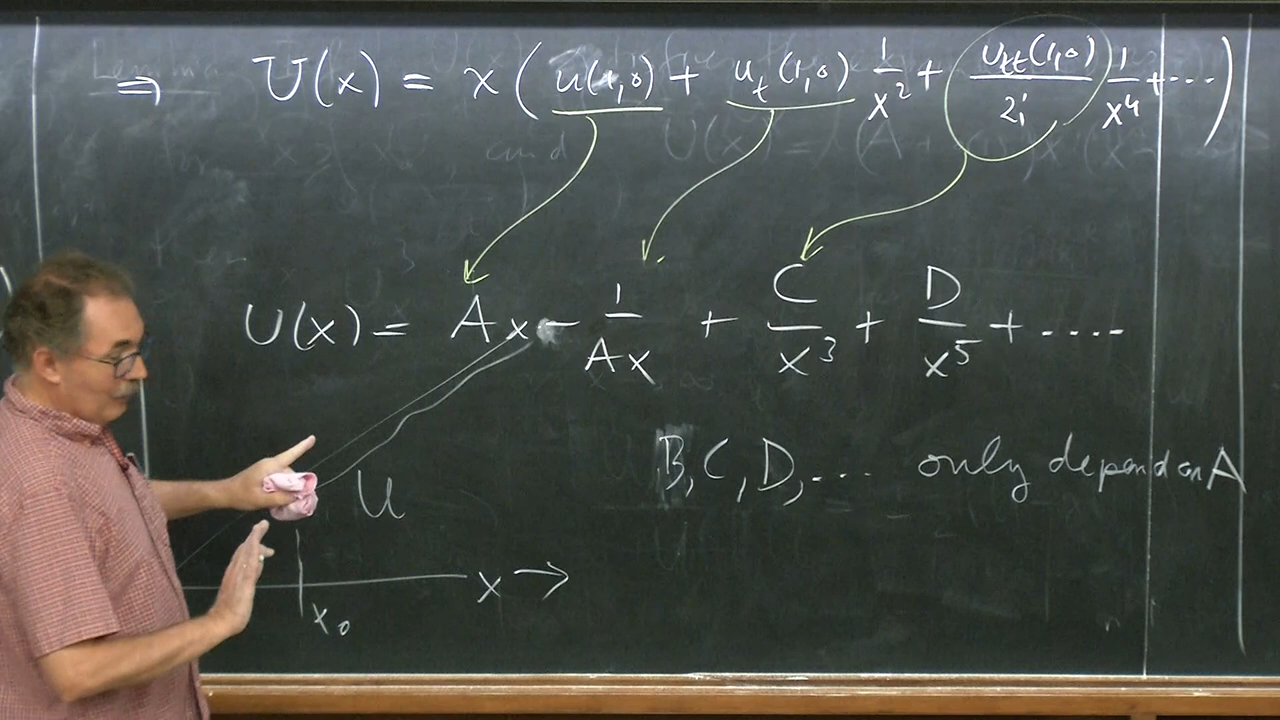 ⇒ U(x) = x ( u(1,0) + u_t(1,0) 1/x² + u_tt(1,0)/2! 1/x⁴ + ... )
U(x) = Ax - 1/Ax + C/x³ + D/x⁵ + ....
B, C, D, ... only depend on A
U
x →
x₀